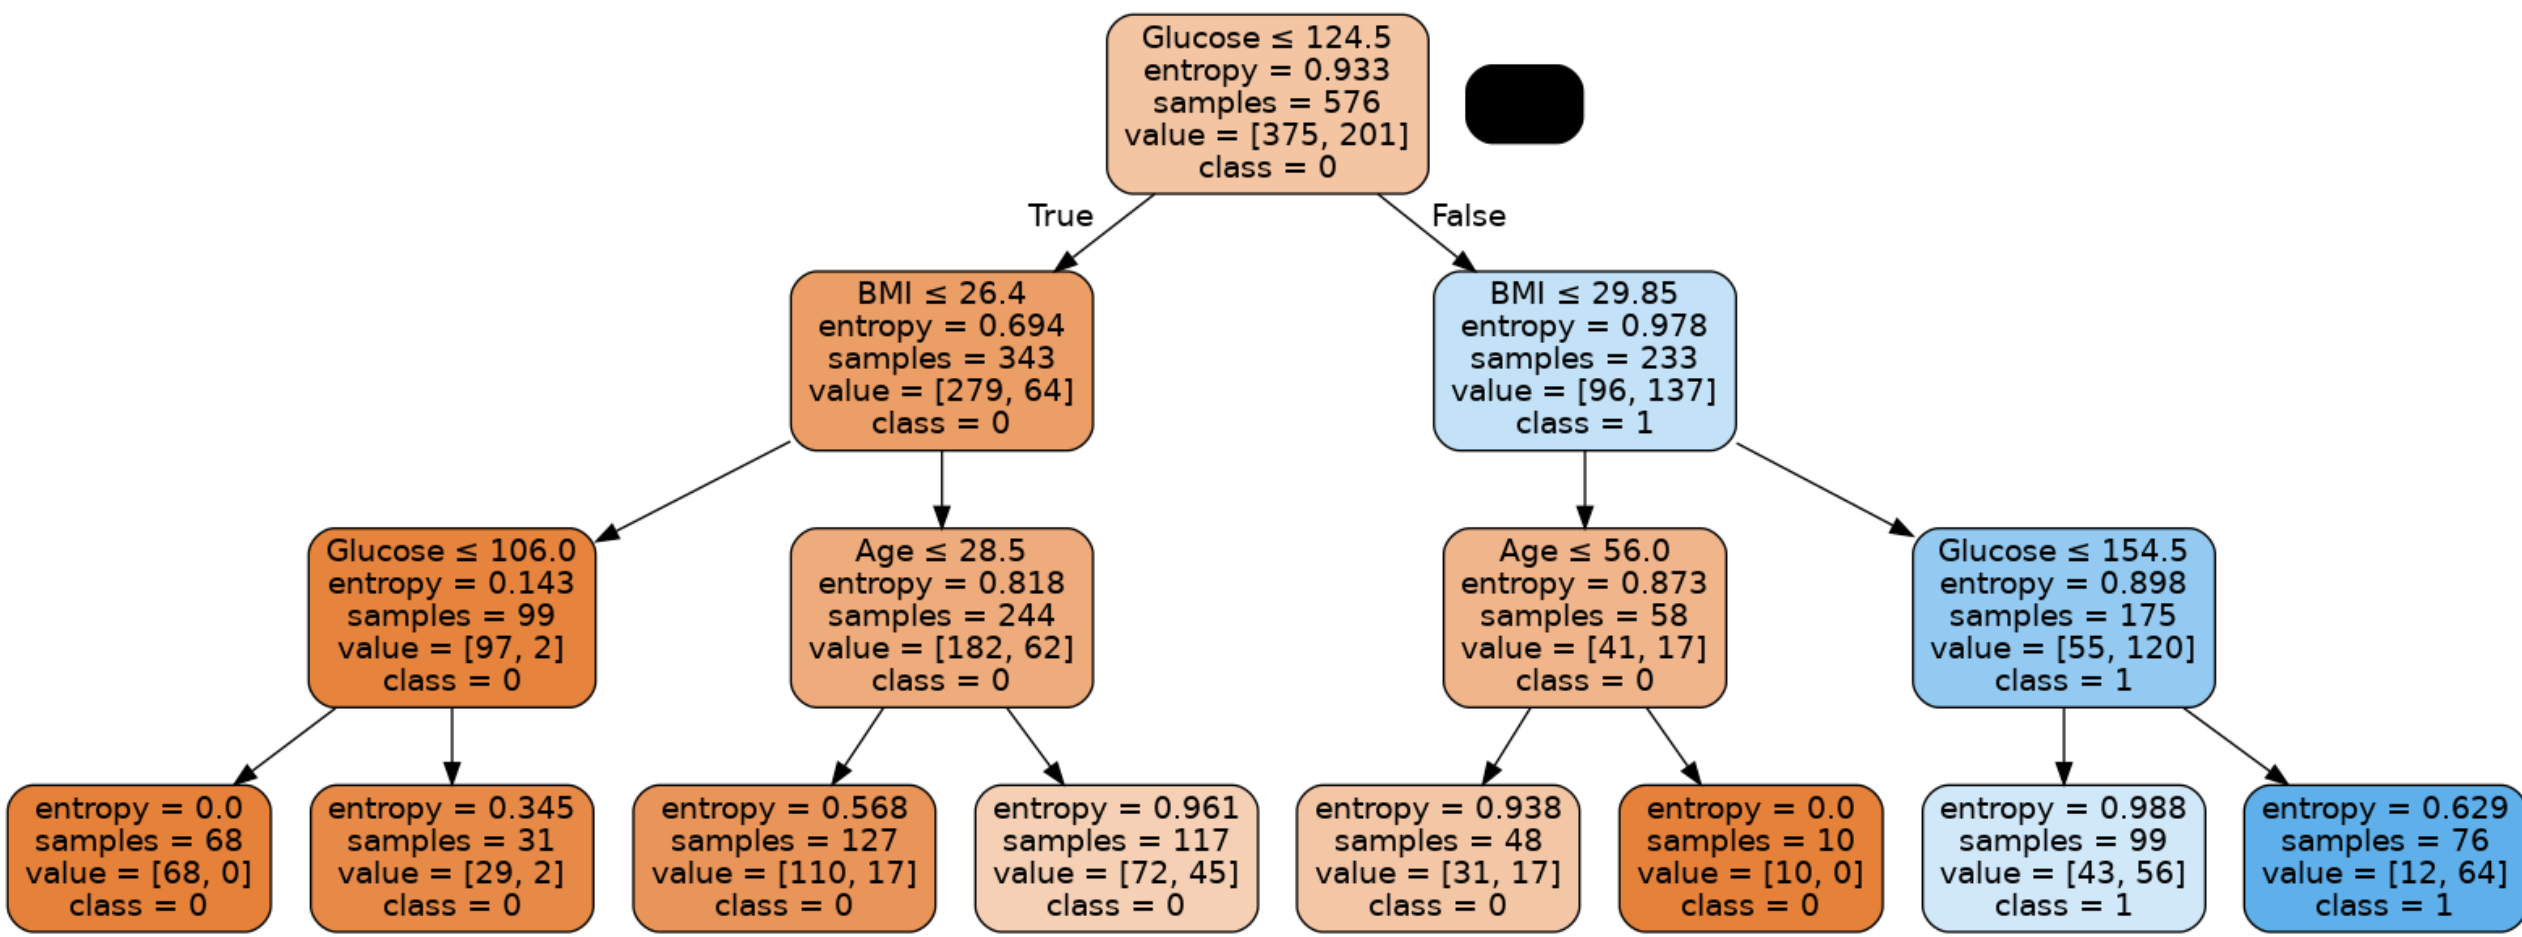 Glucose ≤ 124.5
entropy = 0.933
samples = 576
value = [375, 201]
class = 0
True
False
BMI ≤ 26.4
entropy = 0.694
samples = 343
value = [279, 64]
class = 0
BMI ≤ 29.85
entropy = 0.978
samples = 233
value = [96, 137]
class = 1
Glucose ≤ 106.0
entropy = 0.143
samples = 99
value = [97, 2]
class = 0
Age ≤ 28.5
entropy = 0.818
samples = 244
value = [182, 62]
class = 0
Age ≤ 56.0
entropy = 0.873
samples = 58
value = [41, 17]
class = 0
Glucose ≤ 154.5
entropy = 0.898
samples = 175
value = [55, 120]
class = 1
entropy = 0.0
samples = 68
value = [68, 0]
class = 0
entropy = 0.345
samples = 31
value = [29, 2]
class = 0
entropy = 0.568
samples = 127
value = [110, 17]
class = 0
entropy = 0.961
samples = 117
value = [72, 45]
class = 0
entropy = 0.938
samples = 48
value = [31, 17]
class = 0
entropy = 0.0
samples = 10
value = [10, 0]
class = 0
entropy = 0.988
samples = 99
value = [43, 56]
class = 1
entropy = 0.629
samples = 76
value = [12, 64]
class = 1